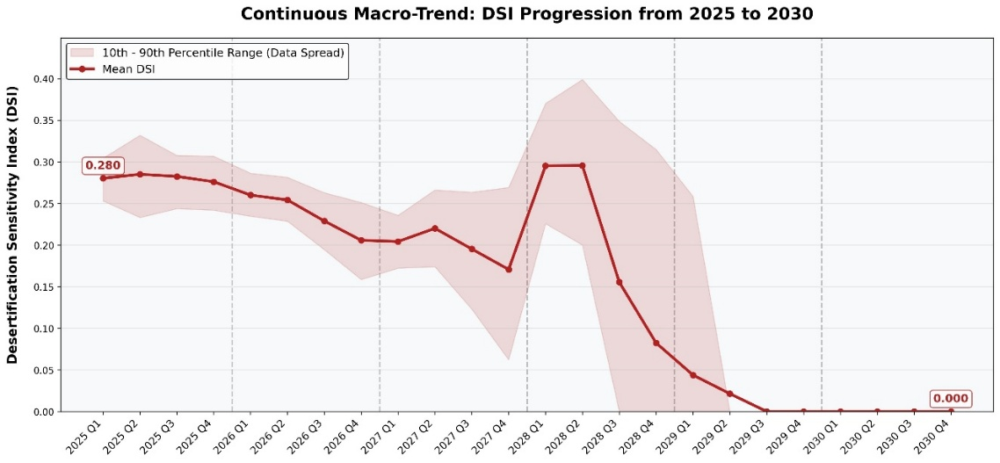 Continuous Macro-Trend: DSI Progression from 2025 to 2030
10th - 90th Percentile Range (Data Spread)
Mean DSI
Desertification Sensitivity Index (DSI)
0.40
0.35
0.30
0.25
0.20
0.15
0.10
0.05
0.00
0.280
0.000
2025 Q1
2025 Q2
2025 Q3
2025 Q4
2026 Q1
2026 Q2
2026 Q3
2026 Q4
2027 Q1
2027 Q2
2027 Q3
2027 Q4
2028 Q1
2028 Q2
2028 Q3
2028 Q4
2029 Q1
2029 Q2
2029 Q3
2029 Q4
2030 Q1
2030 Q2
2030 Q3
2030 Q4